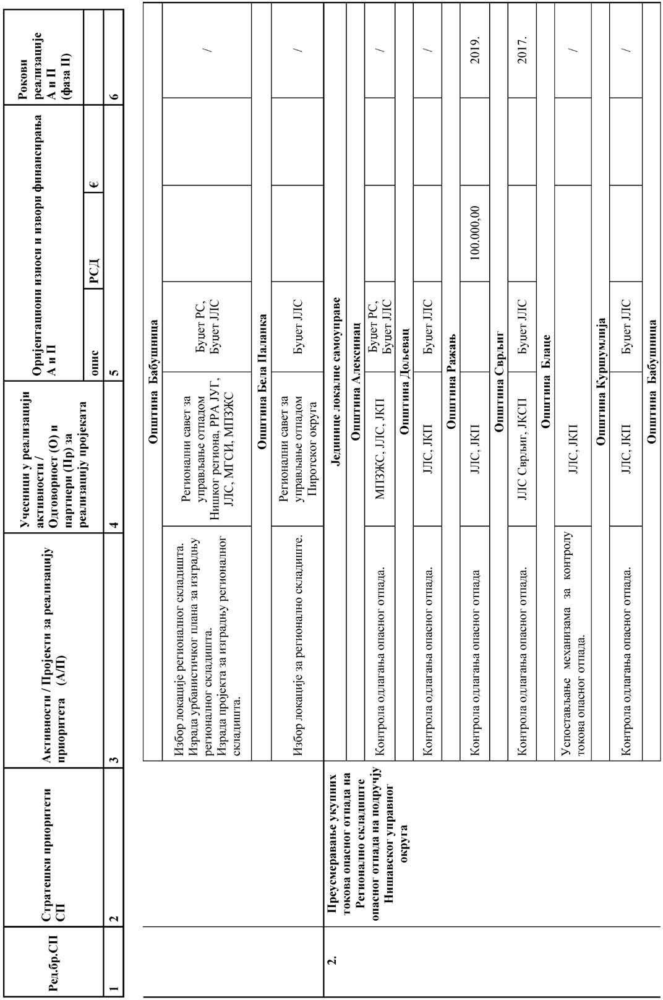 Ред.бр.СП
Стратешки приоритети
СП
Активности / Пројекти за реализацију
приоритета (А/П)
Учесници у реализацији
активности /
Одговорност (О) и
партнери (Пр) за
реализацију пројеката
Оријентациони износи и извори финансирања
А и П
опис
РСД
€
Рокови
реализације
А и П
(фаза II)
1
2
3
4
5
6
Општина Бабушница
Избор локације регионалног складишта.
Израда урбанистичког плана за изградњу
регионалног складишта.
Израда пројекта за изградњу регионалног
складишта.
Регионални савет за
управљање отпадом
Нишког региона, РРА ЈУГ,
ЈЛС, МГСИ, МПЗЖС
Буџет РС,
Буџет ЈЛС
/
Општина Бела Паланка
Избор локације за регионално складиште.
Регионални савет за
управљање отпадом
Пиротског округа
Буџет ЈЛС
/
2.
Преусмеравање укупних
токова опасног отпада на
Регионално складиште
опасног отпада на подручју
Нишавског управног
округа
Јединице локалне самоуправе
Општина Алексинац
Контрола одлагања опасног отпада.
МПЗЖС, ЈЛС, ЈКП
Буџет РС,
Буџет ЈЛС
/
Општина Дољевац
Контрола одлагања опасног отпада.
ЈЛС, ЈКП
Буџет ЈЛС
/
Општина Ражањ
Контрола одлагања опасног отпада
ЈЛС, ЈКП
100.000,00
2019.
Општина Сврљиг
Контрола одлагања опасног отпада.
ЈЛС Сврљиг, ЈКСП
Буџет ЈЛС
2017.
Општина Блаце
Успостављање механизама за контролу
токова опасног отпада.
ЈЛС, ЈКП
/
Општина Куршумлија
Контрола одлагања опасног отпада.
ЈЛС, ЈКП
Буџет ЈЛС
/
Општина Бабушница